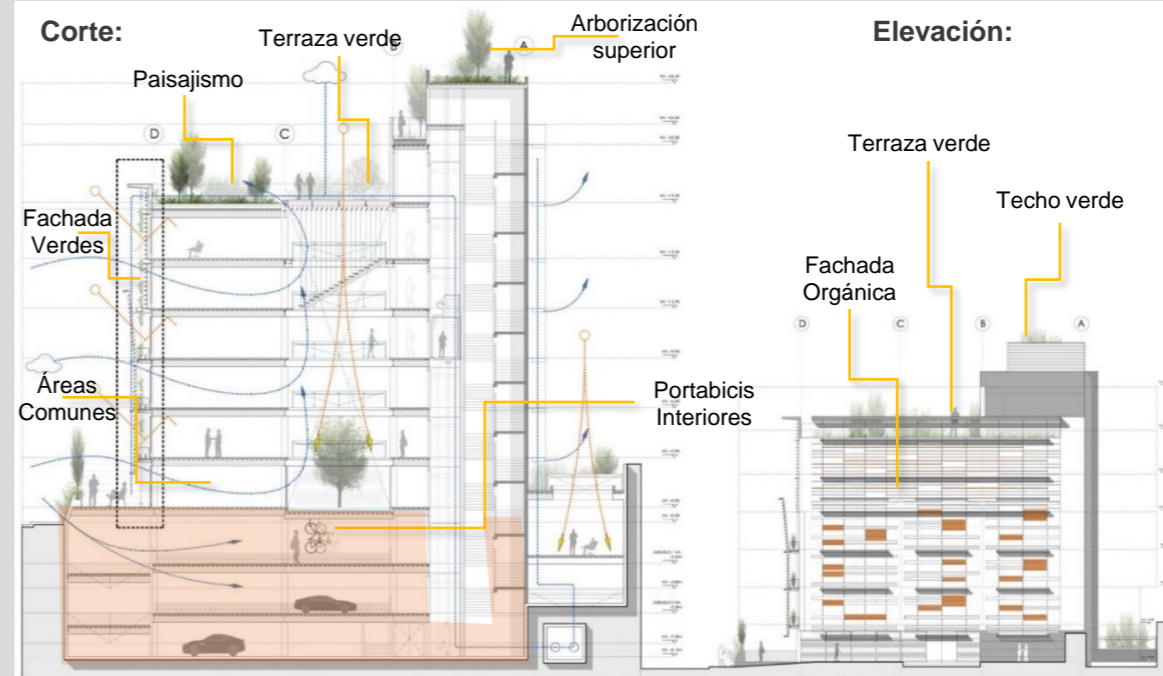 Corte:
Terraza verde
Arborización
superior
Elevación:
Paisajismo
B
A
D
C
Terraza verde
Techo verde
Fachada
Verdes
Fachada
Orgánica
D
C
B
A
Áreas
Comunes
Portabicis
Interiores